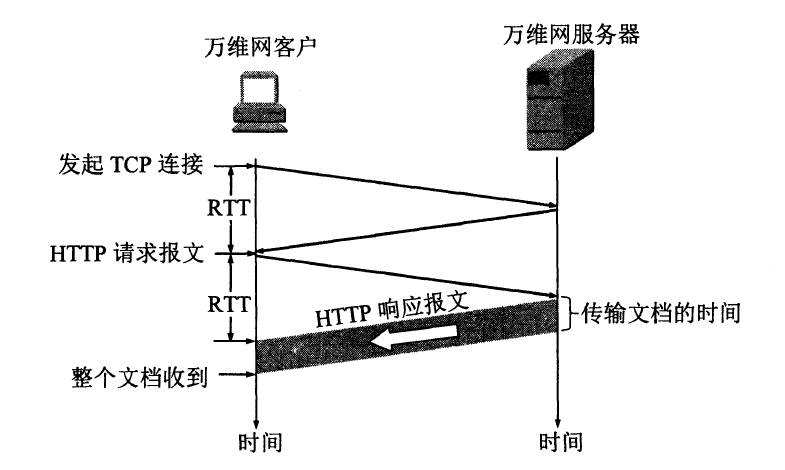 万维网客户
万维网服务器
发起 TCP 连接
RTT
HTTP 请求报文
RTT
HTTP 响应报文
传输文档的时间
整个文档收到
时间
时间